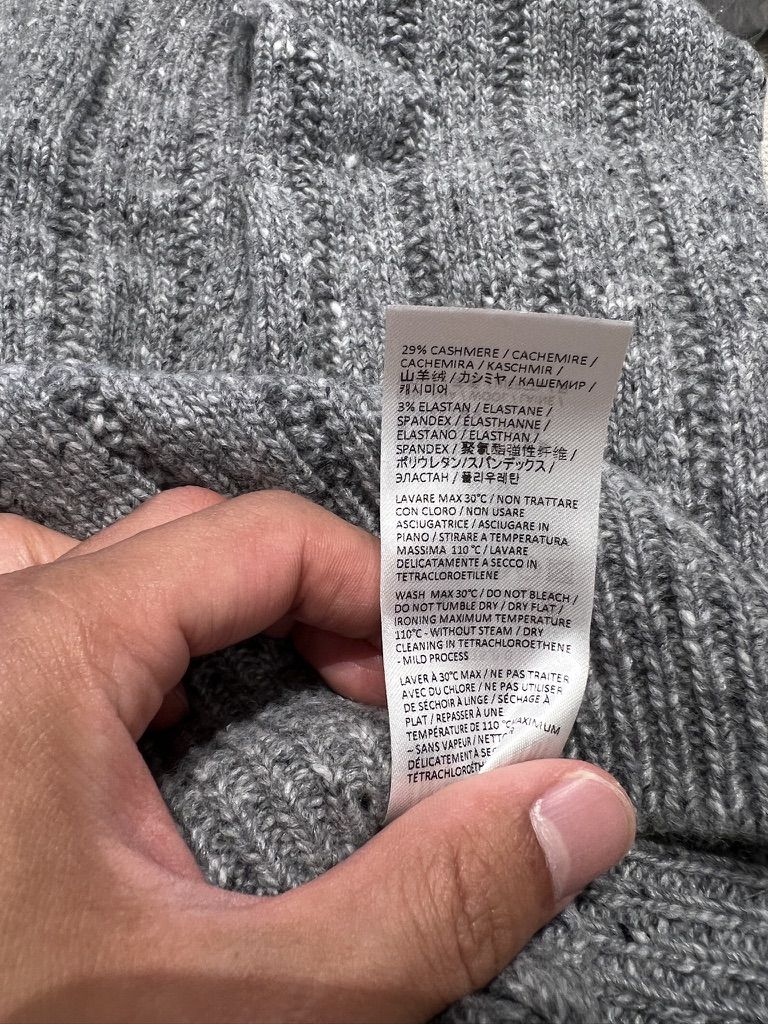 29% CASHMERE / CACHEMIRE /
CACHEMIRA / KASCHMIR /
山羊绒 / カシミヤ / КАШЕМИР /
캐시미어
3% ELASTAN / ELASTANE /
SPANDEX / ELASTHANNE /
ELASTANO / ELASTHAN /
SPANDEX / 聚氨酯弹性纤维 /
ポリウレタン/スパンデックス /
ЭЛАСТАН / 폴리우레탄
LAVARE MAX 30°C / NON TRATTARE
CON CLORO / NON USARE
ASCIUGATRICE / ASCIUGARE IN
PIANO / STIRARE A TEMPERATURA
MASSIMA 110°C / LAVARE
DELICATAMENTE A SECCO IN
TETRACLOROETILENE
WASH MAX 30°C / DO NOT BLEACH /
DO NOT TUMBLE DRY / DRY FLAT /
IRONING MAXIMUM TEMPERATURE
110°C - WITHOUT STEAM / DRY
CLEANING IN TETRACHLOROETHENE
- MILD PROCESS
LAVER À 30°C MAX / NE PAS TRAITER
AVEC DU CHLORE / NE PAS UTILISER
DE SÉCHOIR À LINGE / SÉCHAGE À
PLAT / REPASSER À UNE
TEMPÉRATURE DE 110 °C MAXIMUM
- SANS VAPEUR /
DÉLICATEMENT À